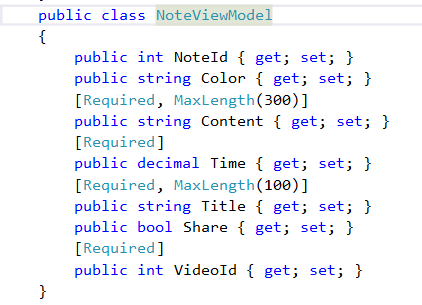 public class NoteViewModel
{
public int NoteId { get; set; }
public string Color { get; set; }
[Required, MaxLength(300)]
public string Content { get; set; }
[Required]
public decimal Time { get; set; }
[Required, MaxLength(100)]
public string Title { get; set; }
public bool Share { get; set; }
[Required]
public int VideoId { get; set; }
}